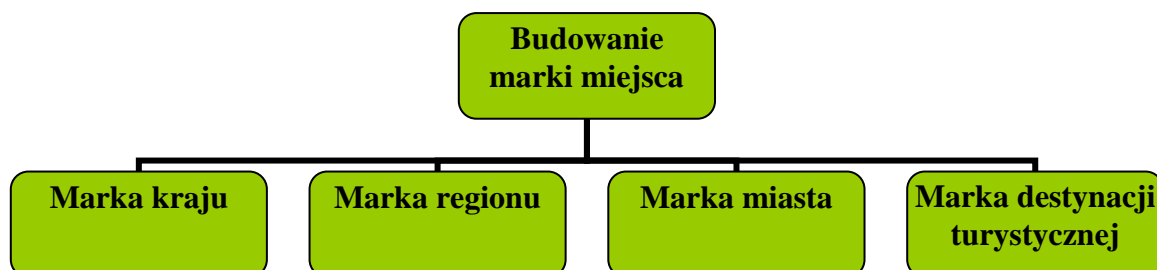 Budowanie
marki miejsca
Marka kraju
Marka regionu
Marka miasta
Marka destynacji
turystycznej